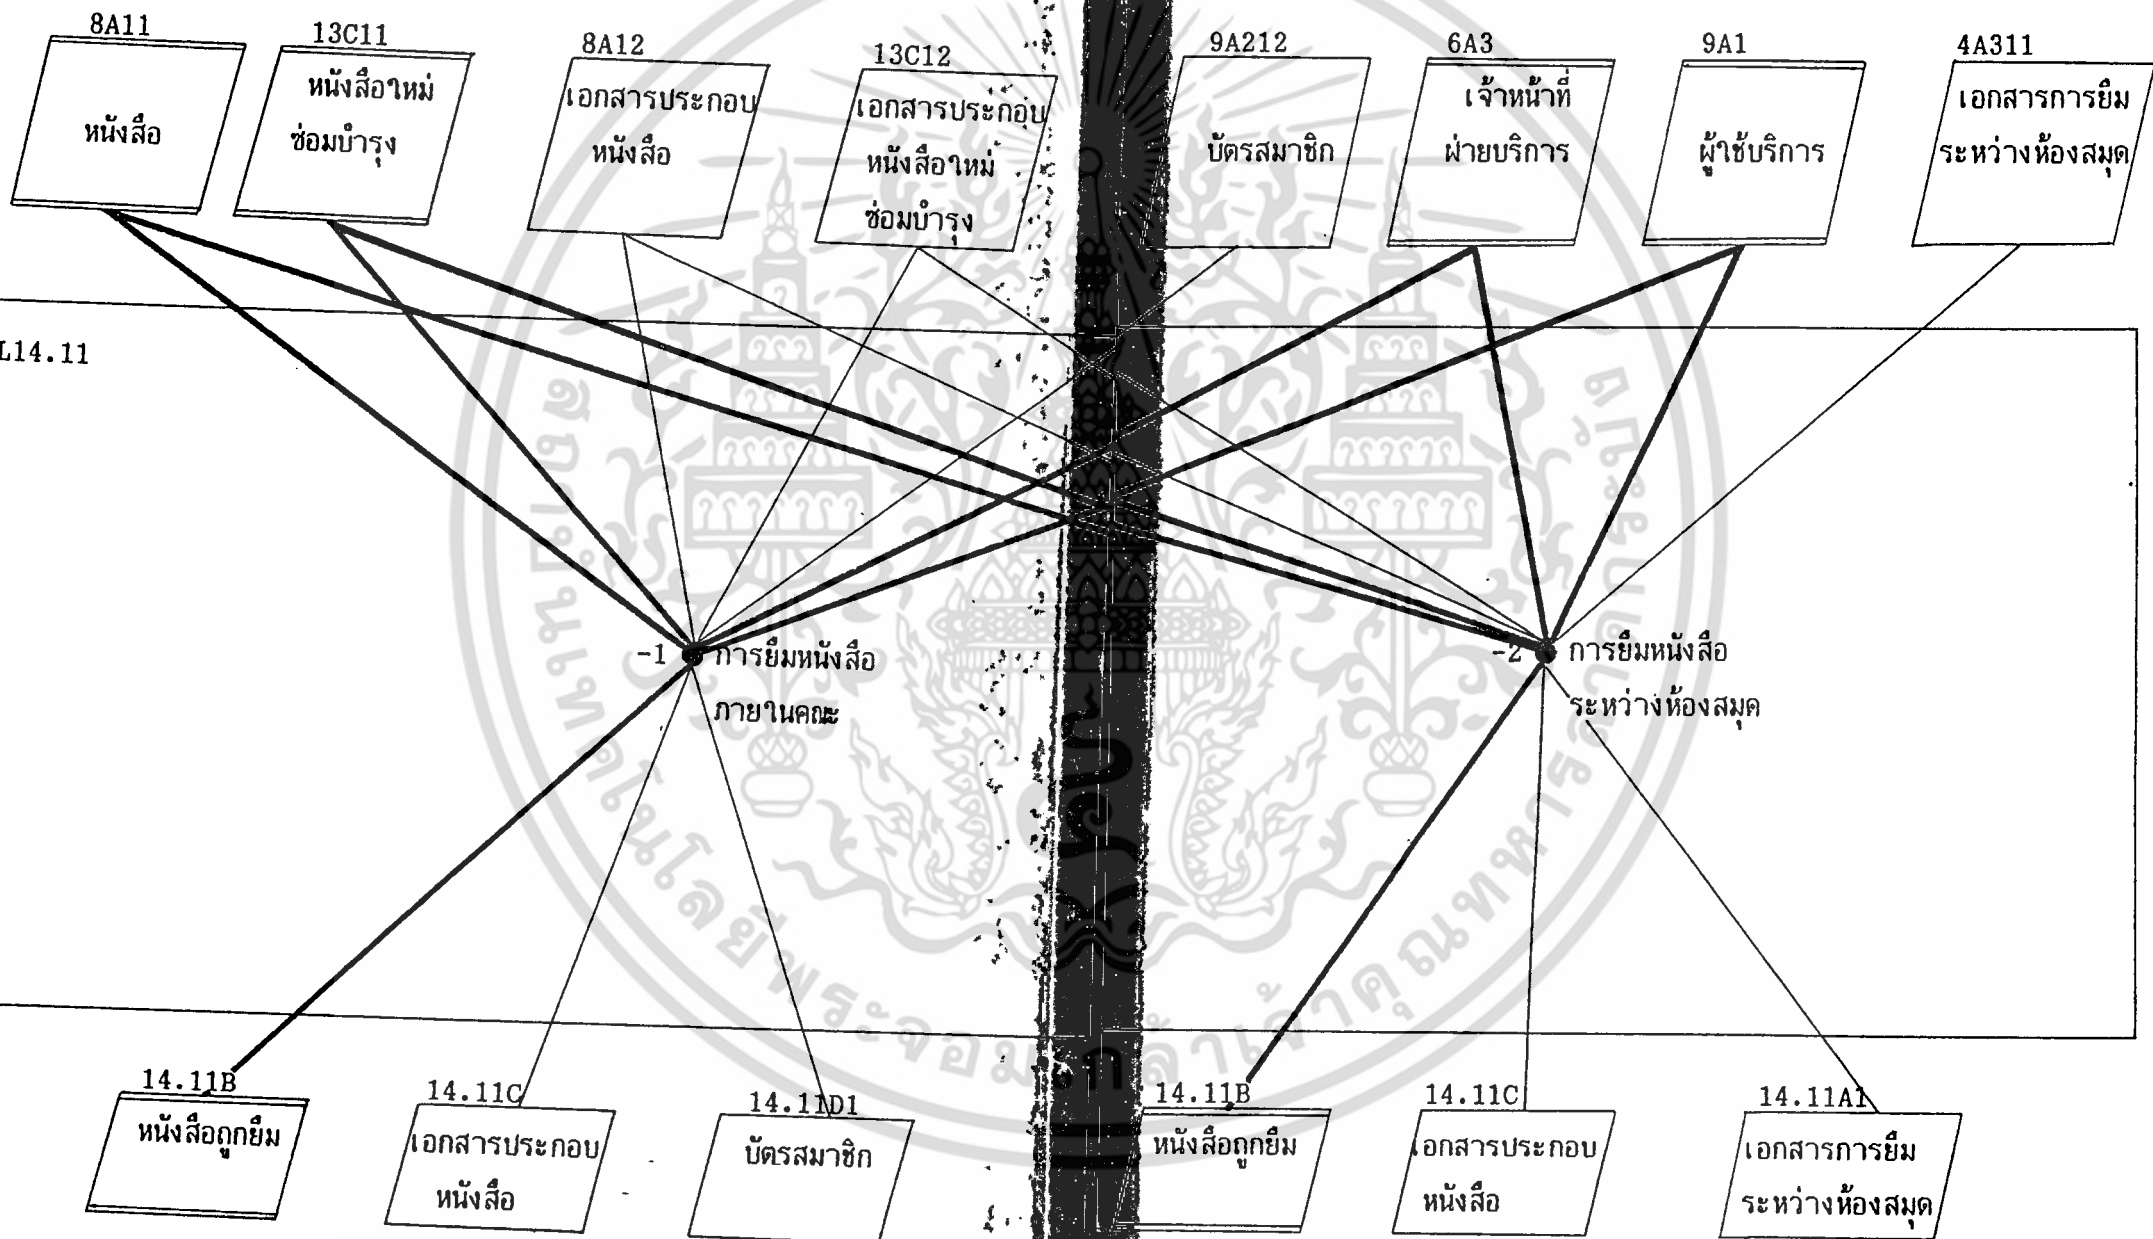 8A11
หนังสือ
13C11
หนังสือใหม่
ซ่อมบำรุง
8A12
เอกสารประกอบ
หนังสือ
13C12
เอกสารประกอบ
หนังสือใหม่
ซ่อมบำรุง
9A212
บัตรสมาชิก
6A3
เจ้าหน้าที่
ฝ่ายบริการ
9A1
ผู้ใช้บริการ
4A311
เอกสารการยืม
ระหว่างห้องสมุด
L14.11
-1 การยืมหนังสือ
ภายในคณะ
-2 การยืมหนังสือ
ระหว่างห้องสมุด
14.11B
หนังสือถูกยืม
14.11C
เอกสารประกอบ
หนังสือ
14.11D1
บัตรสมาชิก
14.11B
หนังสือถูกยืม
14.11C
เอกสารประกอบ
หนังสือ
14.11A1
เอกสารการยืม
ระหว่างห้องสมุด